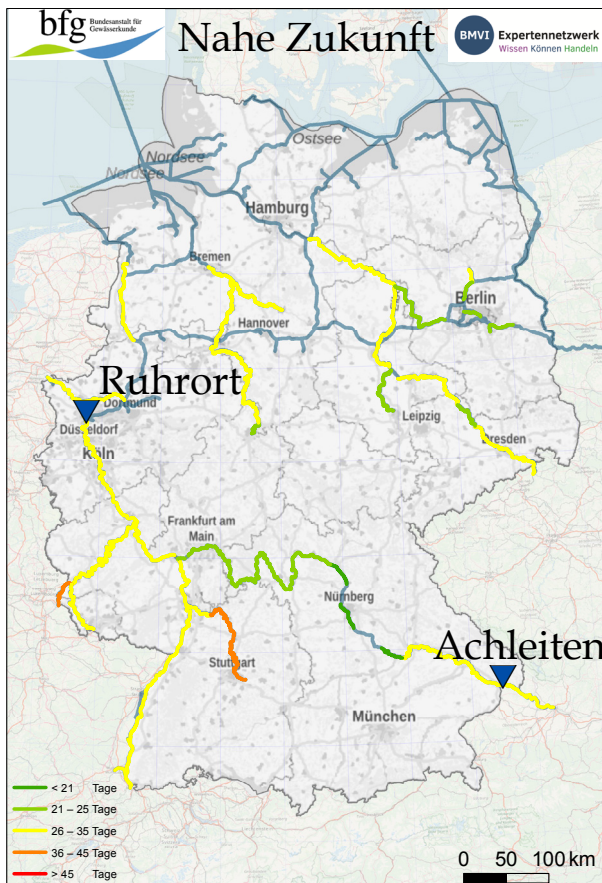 bfg
Bundesanstalt für
Gewässerkunde
Nahe Zukunft
BMVI
Expertennetzwerk
Wissen Können Handeln
Ostsee
Nordsee
Nordsee
Hamburg
Bremen
Berlin
Hannover
Ruhrort
Dortmund
Düsseldorf
Leipzig
Köln
Dresden
Frankfurt am
Main
Nürnberg
Achleiten
Stuttgart
München
< 21 Tage
21 – 25 Tage
26 – 35 Tage
36 – 45 Tage
> 45 Tage
0 50 100 km